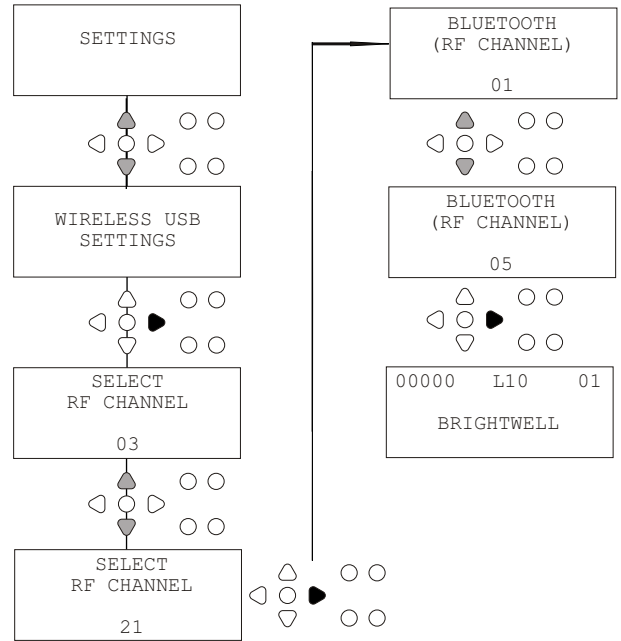 SETTINGS
WIRELESS USB
SETTINGS
SELECT
RF CHANNEL
03
SELECT
RF CHANNEL
21
BLUETOOTH
(RF CHANNEL)
01
BLUETOOTH
(RF CHANNEL)
05
00000 L10 01
BRIGHTWELL